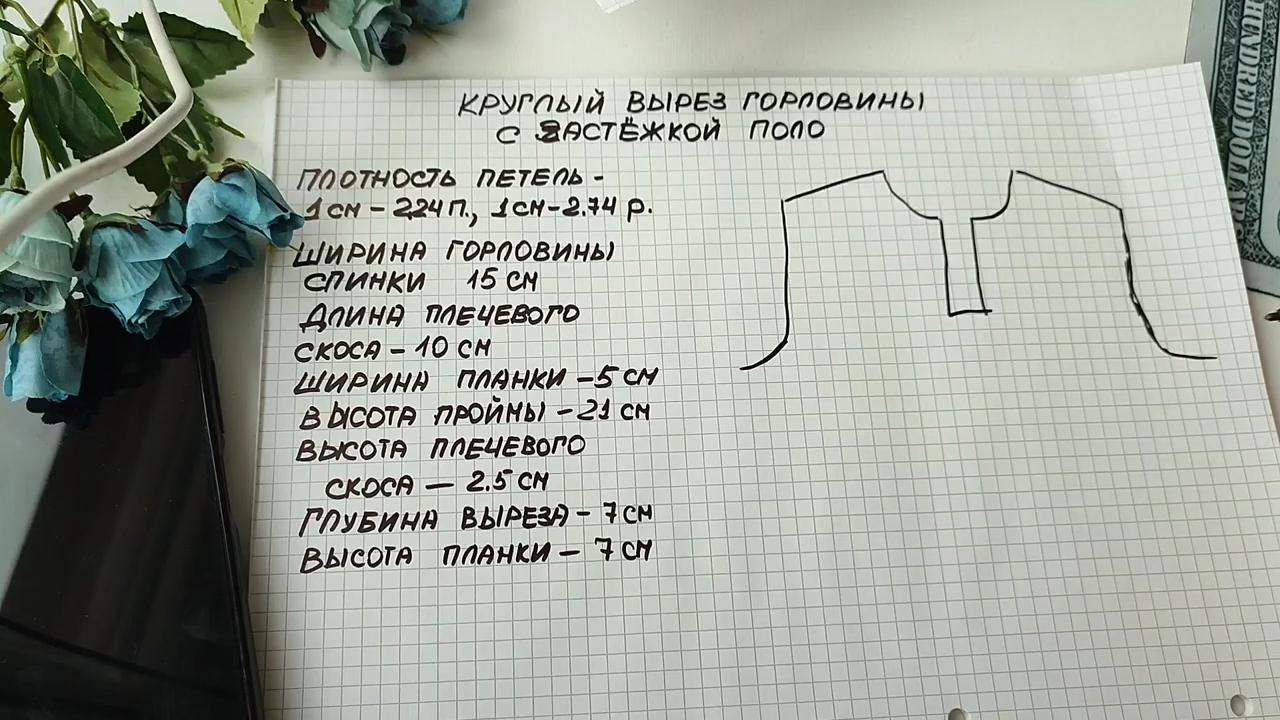 КРУГЛЫЙ ВЫРЕЗ ГОРЛОВИНЫ
С ЗАСТЁЖКОЙ ПОЛО
ПЛОТНОСТЬ ПЕТЕЛЬ -
1 СМ - 2,24 П., 1 СМ - 2.74 Р.
ШИРИНА ГОРЛОВИНЫ
СПИНКИ 15 СМ
ДЛИНА ПЛЕЧЕВОГО
СКОСА - 10 СМ
ШИРИНА ПЛАНКИ - 5 СМ
ВЫСОТА ПРОЙМЫ - 21 СМ
ВЫСОТА ПЛЕЧЕВОГО
СКОСА — 2.5 СМ
ГЛУБИНА ВЫРЕЗА - 7 СМ
ВЫСОТА ПЛАНКИ - 7 СМ
HUNDRED DOLLARS